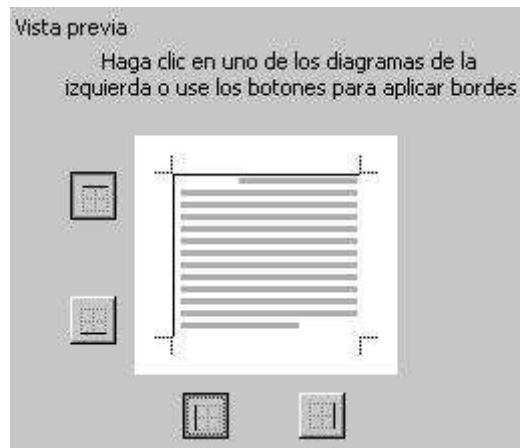 Vista previa
Haga clic en uno de los diagramas de la
izquierda o use los botones para aplicar bordes